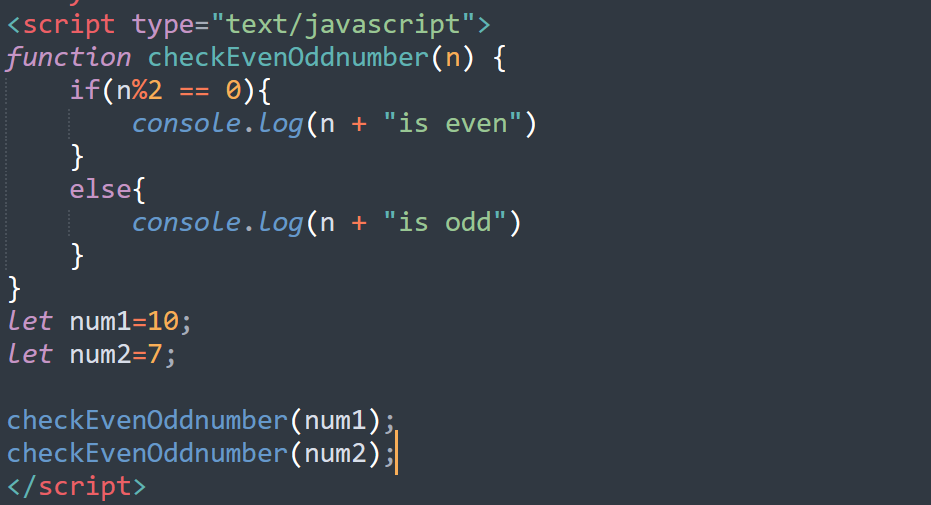 <script type="text/javascript">
function checkEvenOddnumber(n) {
    if(n%2 == 0){
        console.log(n + "is even")
    }
    else{
        console.log(n + "is odd")
    }
}
let num1=10;
let num2=7;

checkEvenOddnumber(num1);
checkEvenOddnumber(num2);
</script>